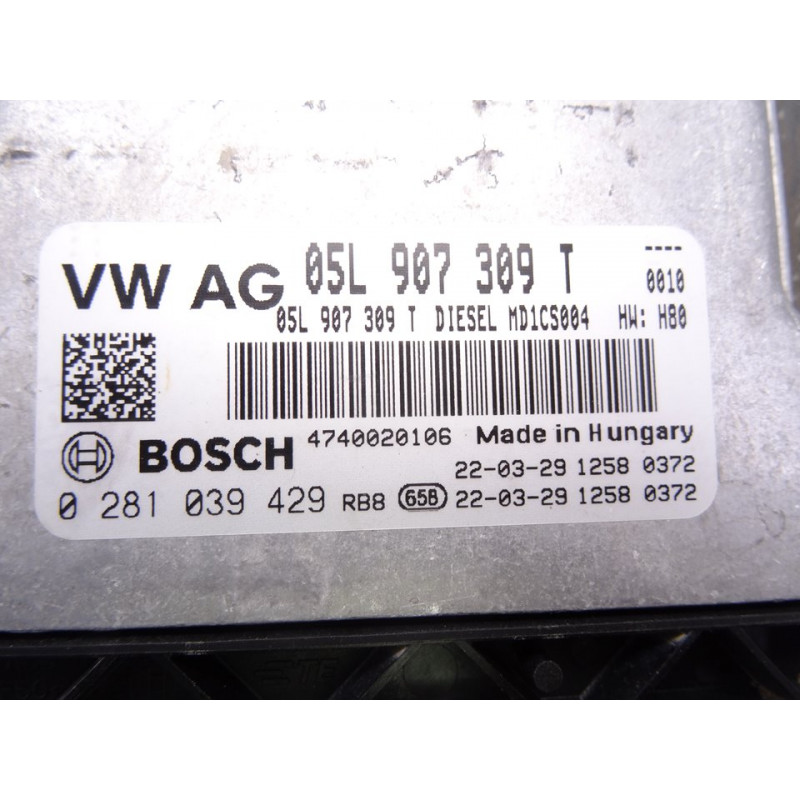 VW AG 05L 907 309 T ----
0010
05L 907 309 T DIESEL MD1CS004 HW: H80
BOSCH 4740020106 Made in Hungary
22-03-29 1258 0372
0 281 039 429 RB8 65B 22-03-29 1258 0372